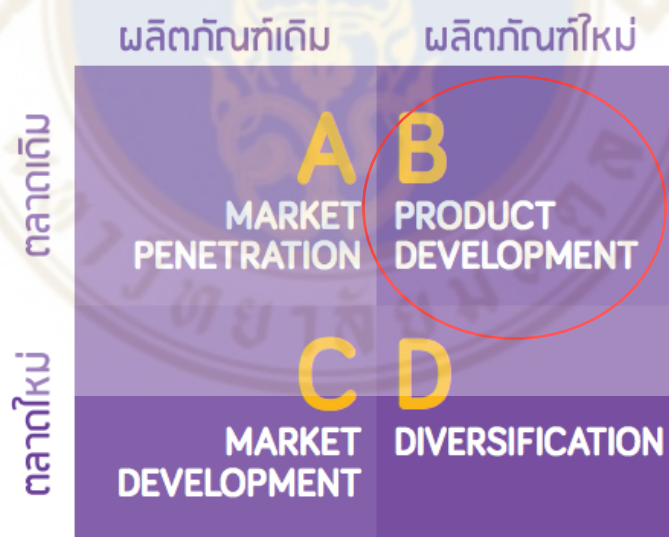 ผลิตภัณฑ์เดิม ผลิตภัณฑ์ใหม่
ตลาดเดิม
A B
MARKET PENETRATION
PRODUCT DEVELOPMENT
ตลาดใหม่
C D
MARKET DEVELOPMENT
DIVERSIFICATION